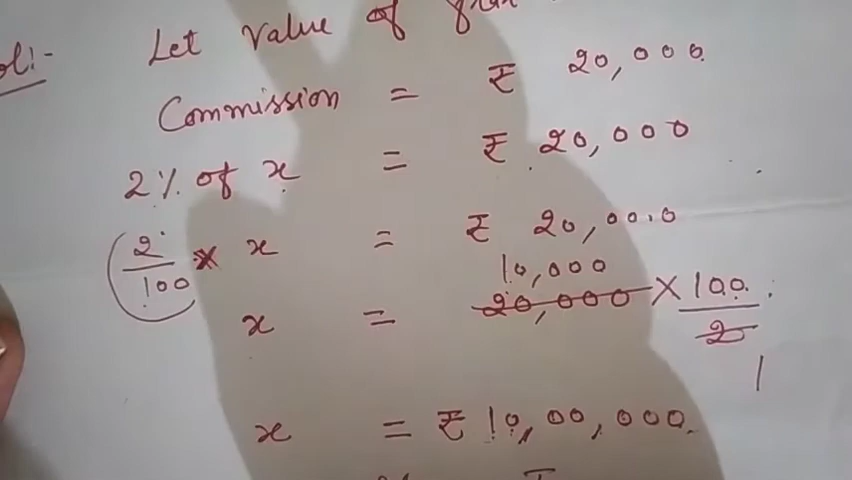 Let Value of
Commission = ₹ 20,000
2% of x = ₹ 20,000
2/100 × x = ₹ 20,000
10,000
x = 20,000 × 100/2
1
x = ₹ 10,00,000.